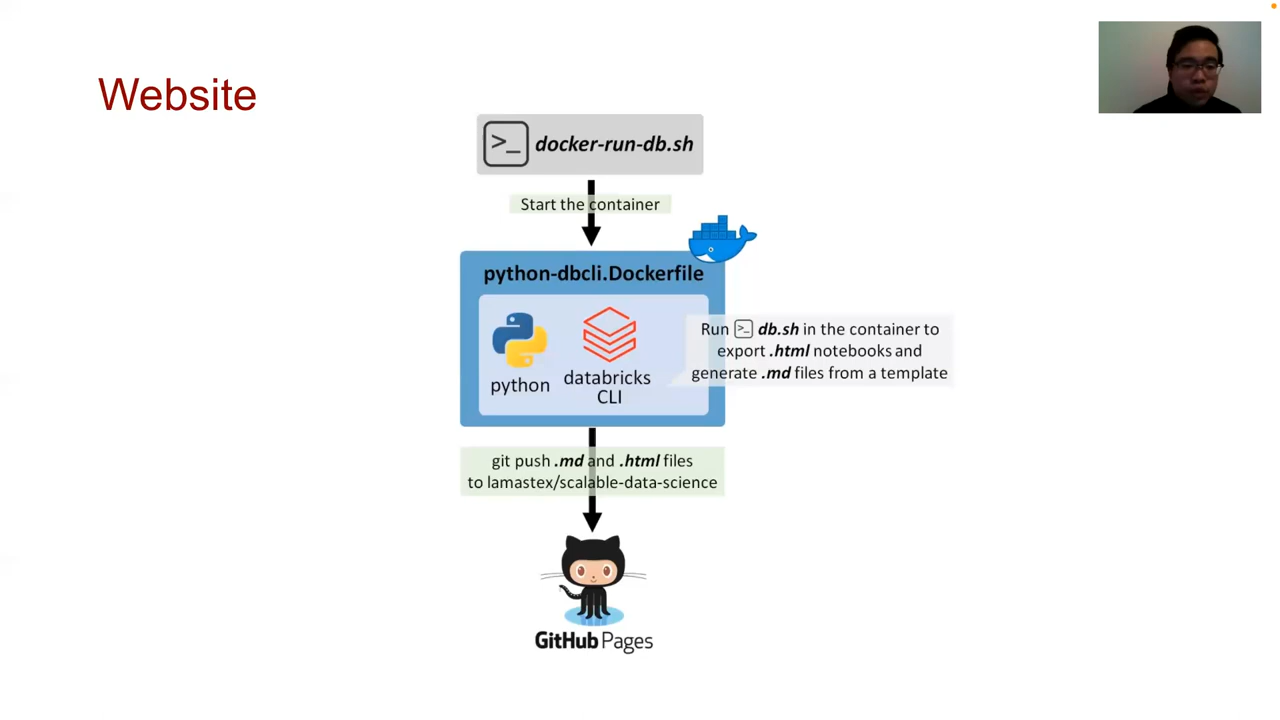 Website
>_ docker-run-db.sh
Start the container
python-dbcli.Dockerfile
python
databricks
CLI
Run >_ db.sh in the container to
export .html notebooks and
generate .md files from a template
git push .md and .html files
to lamastex/scalable-data-science
GitHub Pages